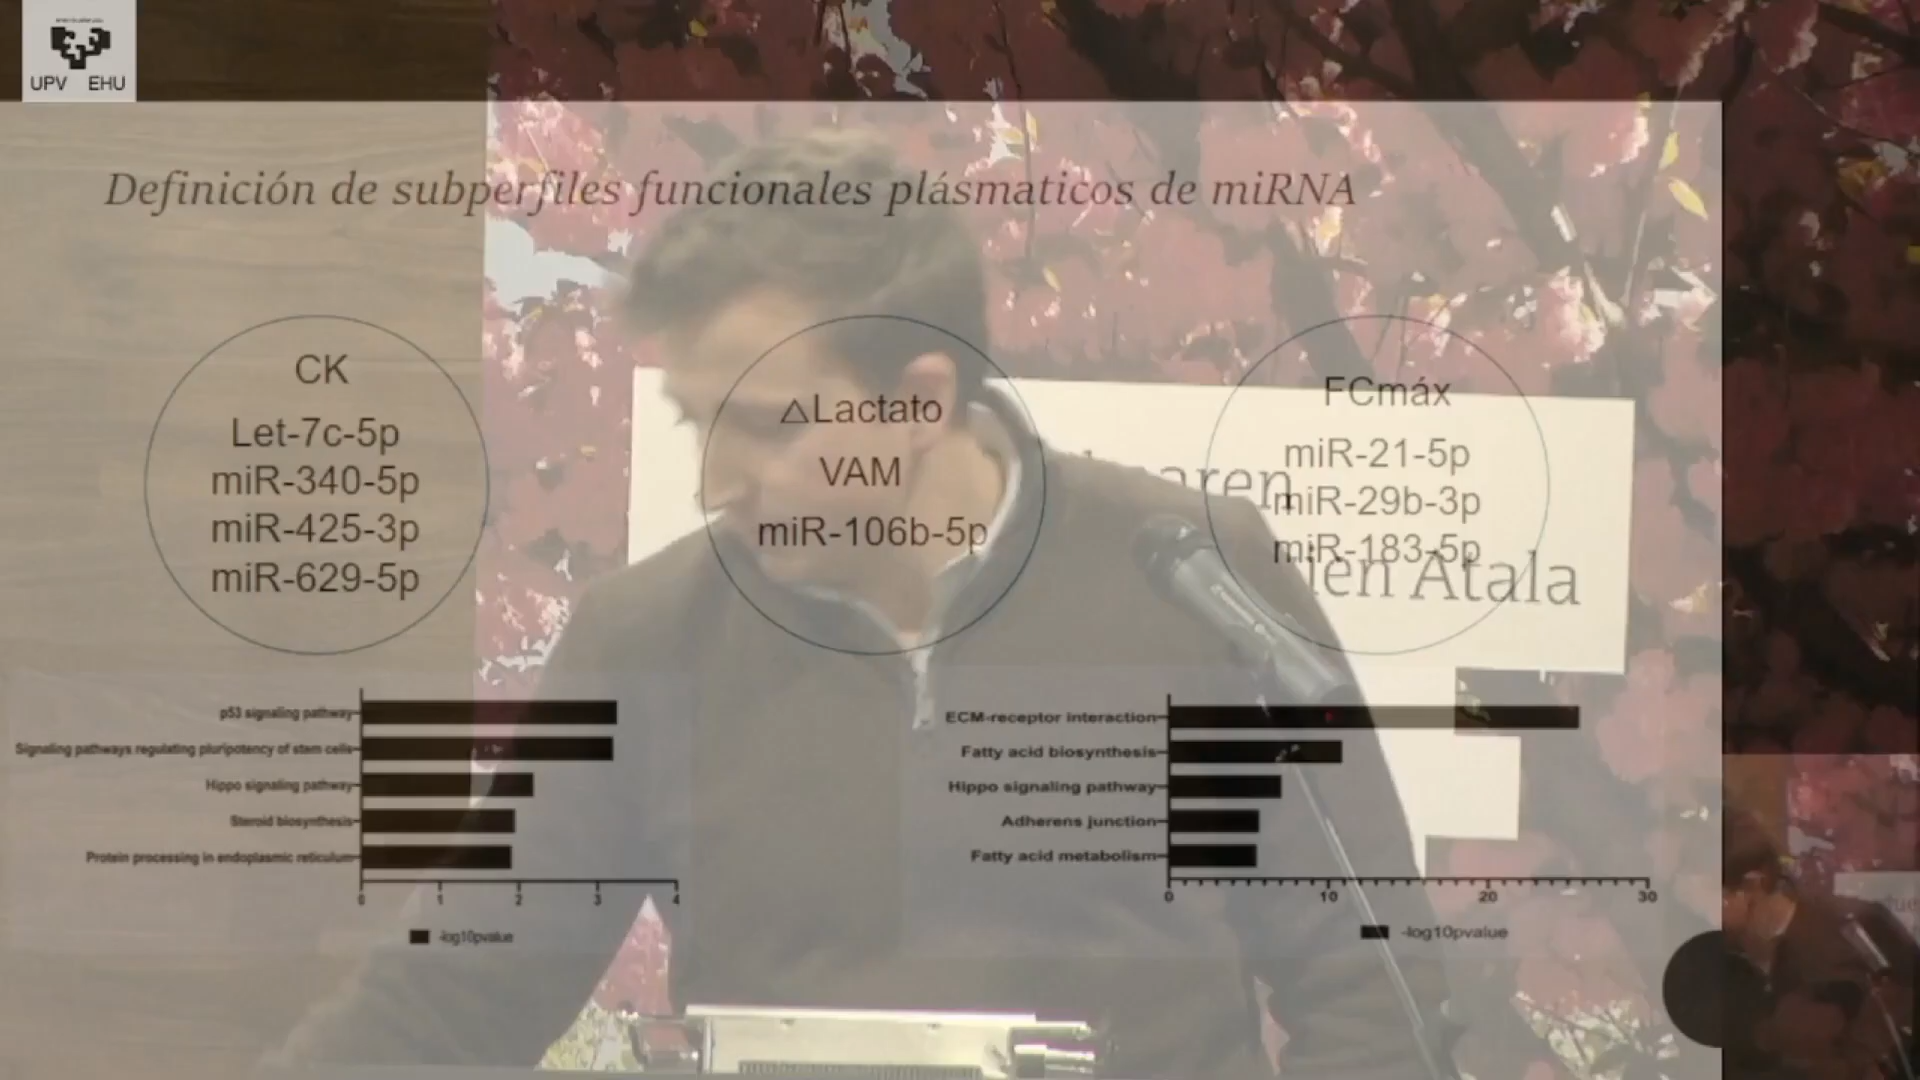 UPV EHU
Definición de subperfiles funcionales plásmaticos de miRNA
CK
Let-7c-5p
miR-340-5p
miR-425-3p
miR-629-5p
△Lactato
VAM
miR-106b-5p
FCmáx
miR-21-5p
miR-29b-3p
miR-183-5p
aren
en Atala
p53 signaling pathway
Signaling pathways regulating pluripotency of stem cells
Hippo signaling pathway
Steroid biosynthesis
Protein processing in endoplasmic reticulum
0 1 2 3 4
-log10pvalue
ECM-receptor interaction
Fatty acid biosynthesis
Hippo signaling pathway
Adherens junction
Fatty acid metabolism
0 10 20 30
-log10pvalue